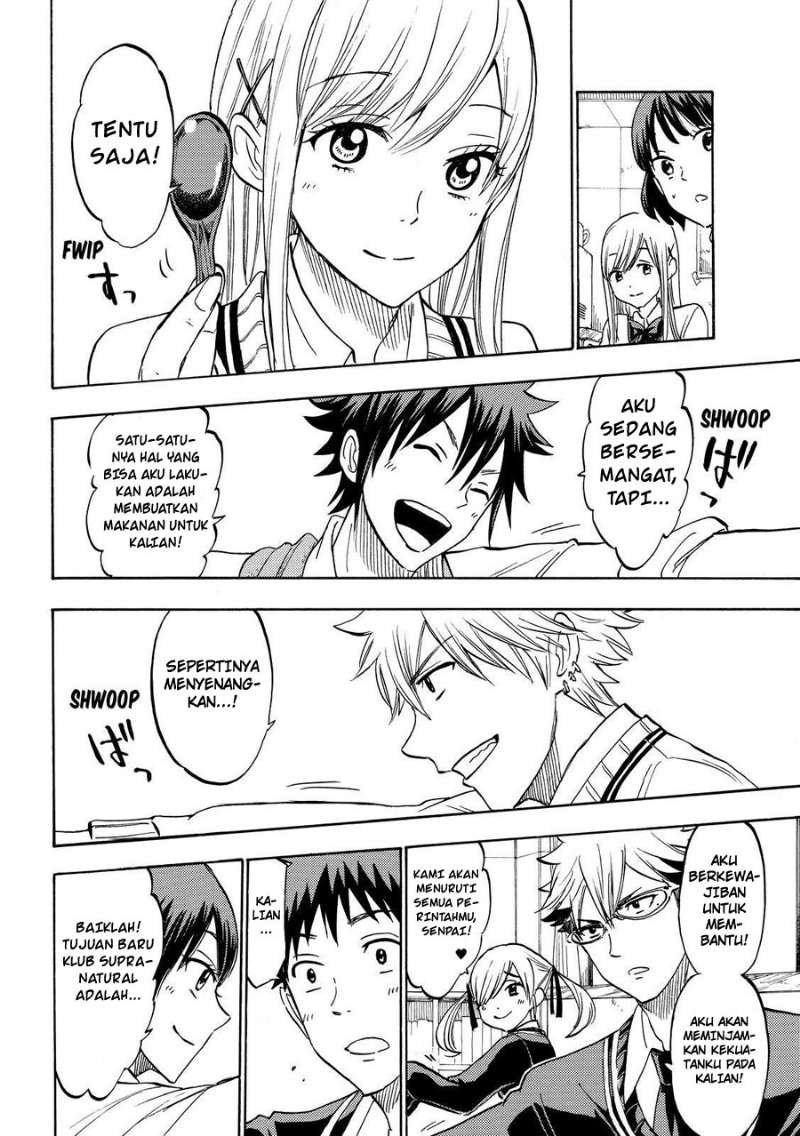 TENTU
SAJA!
FWIP
すっ
AKU
SEDANG
BERSE-
MANGAT,
TAPI...
SHWOOP
ばっ
SATU-SATU-
NYA HAL YANG
BISA AKU LAKU-
KAN ADALAH
MEMBUATKAN
MAKANAN UNTUK
KALIAN!
SEPERTINYA
MENYENANG-
KAN...!
SHWOOP
ばっ
AKU
BERKEWA-
JIBAN
UNTUK
MEM-
BANTU!
AKU AKAN
MEMINJAM-
KAN KEKUA-
TANKU PADA
KALIAN!
KAMI AKAN
MENURUTI
SEMUA PE-
RINTAHMU,
SENPAI!
♥
KA-
LIAN
...
BAIKLAH!
TUJUAN BARU
KLUB SUPRA-
NATURAL
ADALAH...